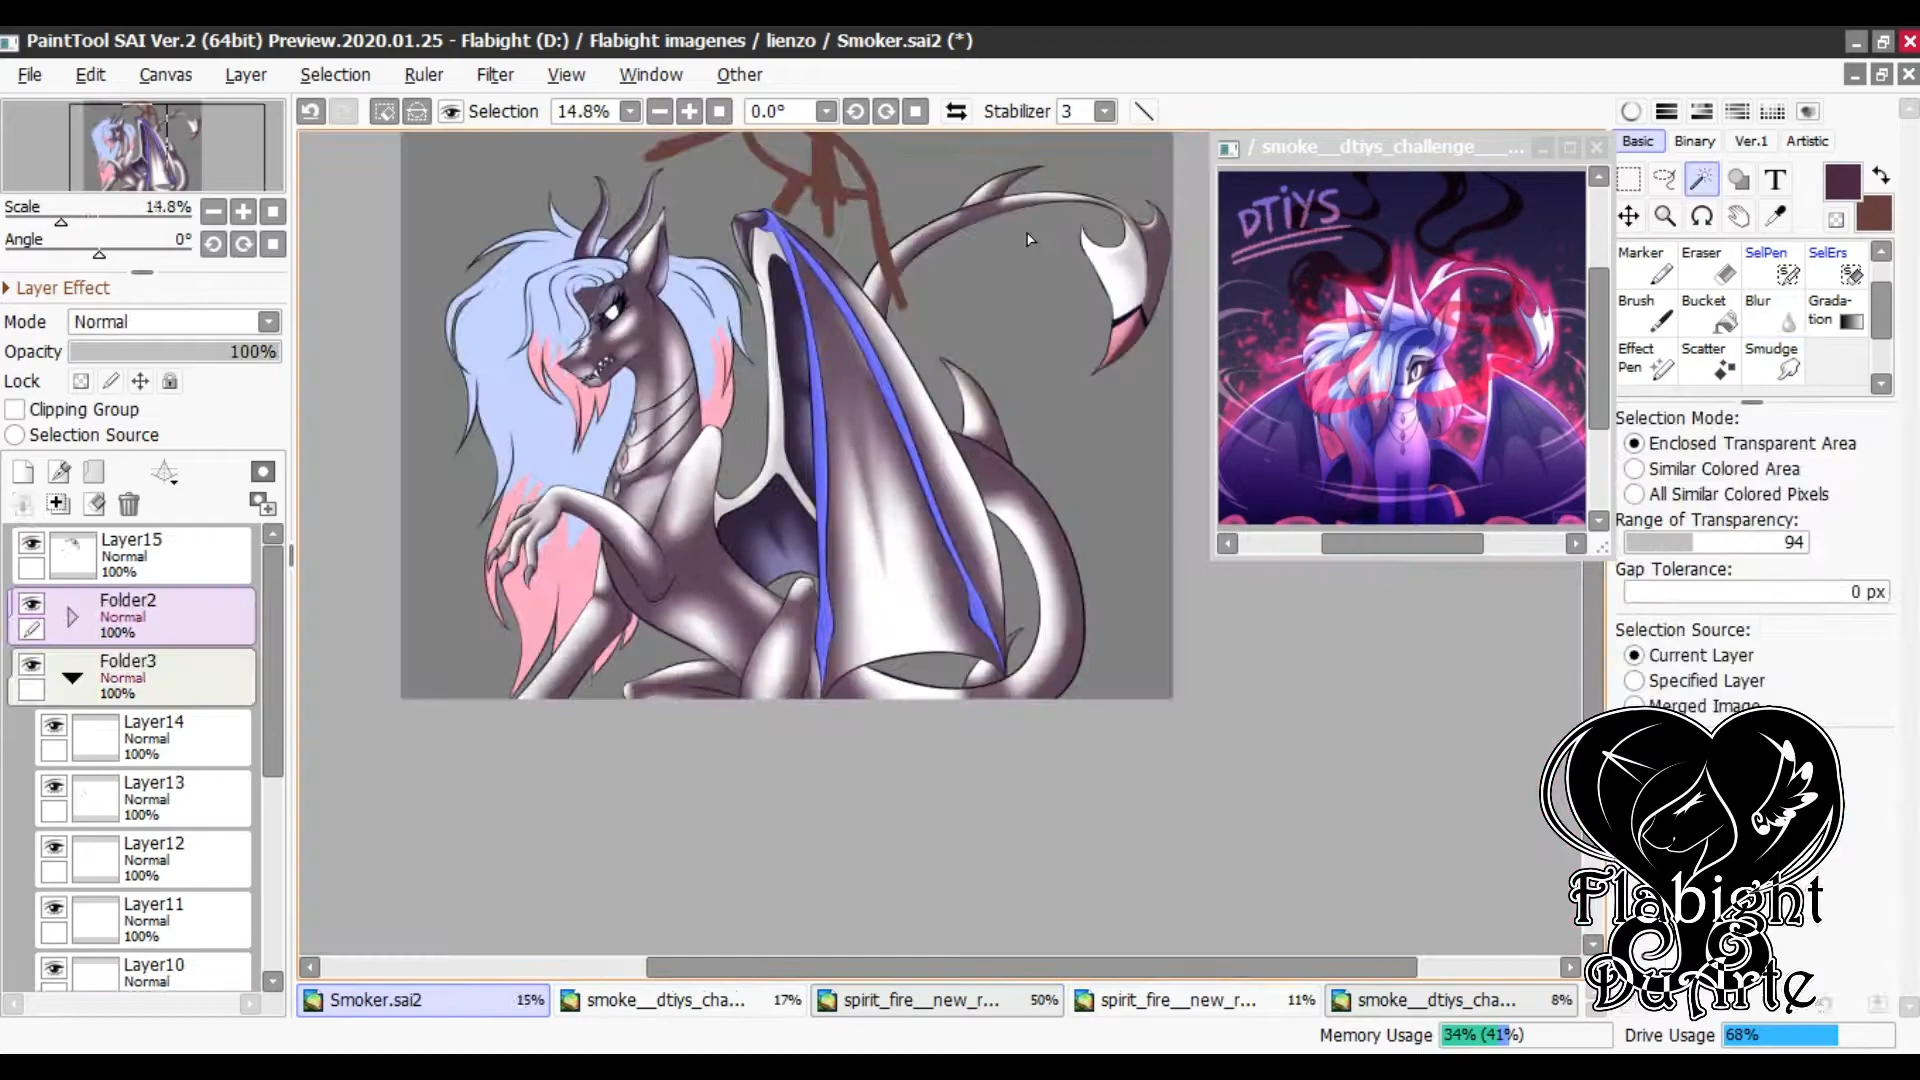 PaintTool SAI Ver.2 (64bit) Preview.2020.01.25 - Flabight (D:) / Flabight imagenes / lienzo / Smoker.sai2 (*)
File Edit Canvas Layer Selection Ruler Filter View Window Other
Selection 14.8% 0.0° Stabilizer 3
Scale 14.8%
Angle 0°
Layer Effect
Mode Normal
Opacity 100%
Lock
Clipping Group
Selection Source
Layer15
Normal
100%
Folder2
Normal
100%
Folder3
Normal
100%
Layer14
Normal
100%
Layer13
Normal
100%
Layer12
Normal
100%
Layer11
Normal
100%
Layer10
Normal
/ smoke__dtiys_challenge___...
DTIYS
Basic Binary Ver.1 Artistic
T
Marker Eraser SelPen SelErs
Brush Bucket Blur Grada-
tion
Effect Scatter Smudge
Pen
Selection Mode:
Enclosed Transparent Area
Similar Colored Area
All Similar Colored Pixels
Range of Transparency:
94
Gap Tolerance:
0 px
Selection Source:
Current Layer
Specified Layer
Merged Image
Flabight
DuArte
Smoker.sai2 15% smoke__dtiys_cha... 17% spirit_fire__new_r... 50% spirit_fire__new_r... 11% smoke__dtiys_cha... 8%
Memory Usage 34% (41%) Drive Usage 68%